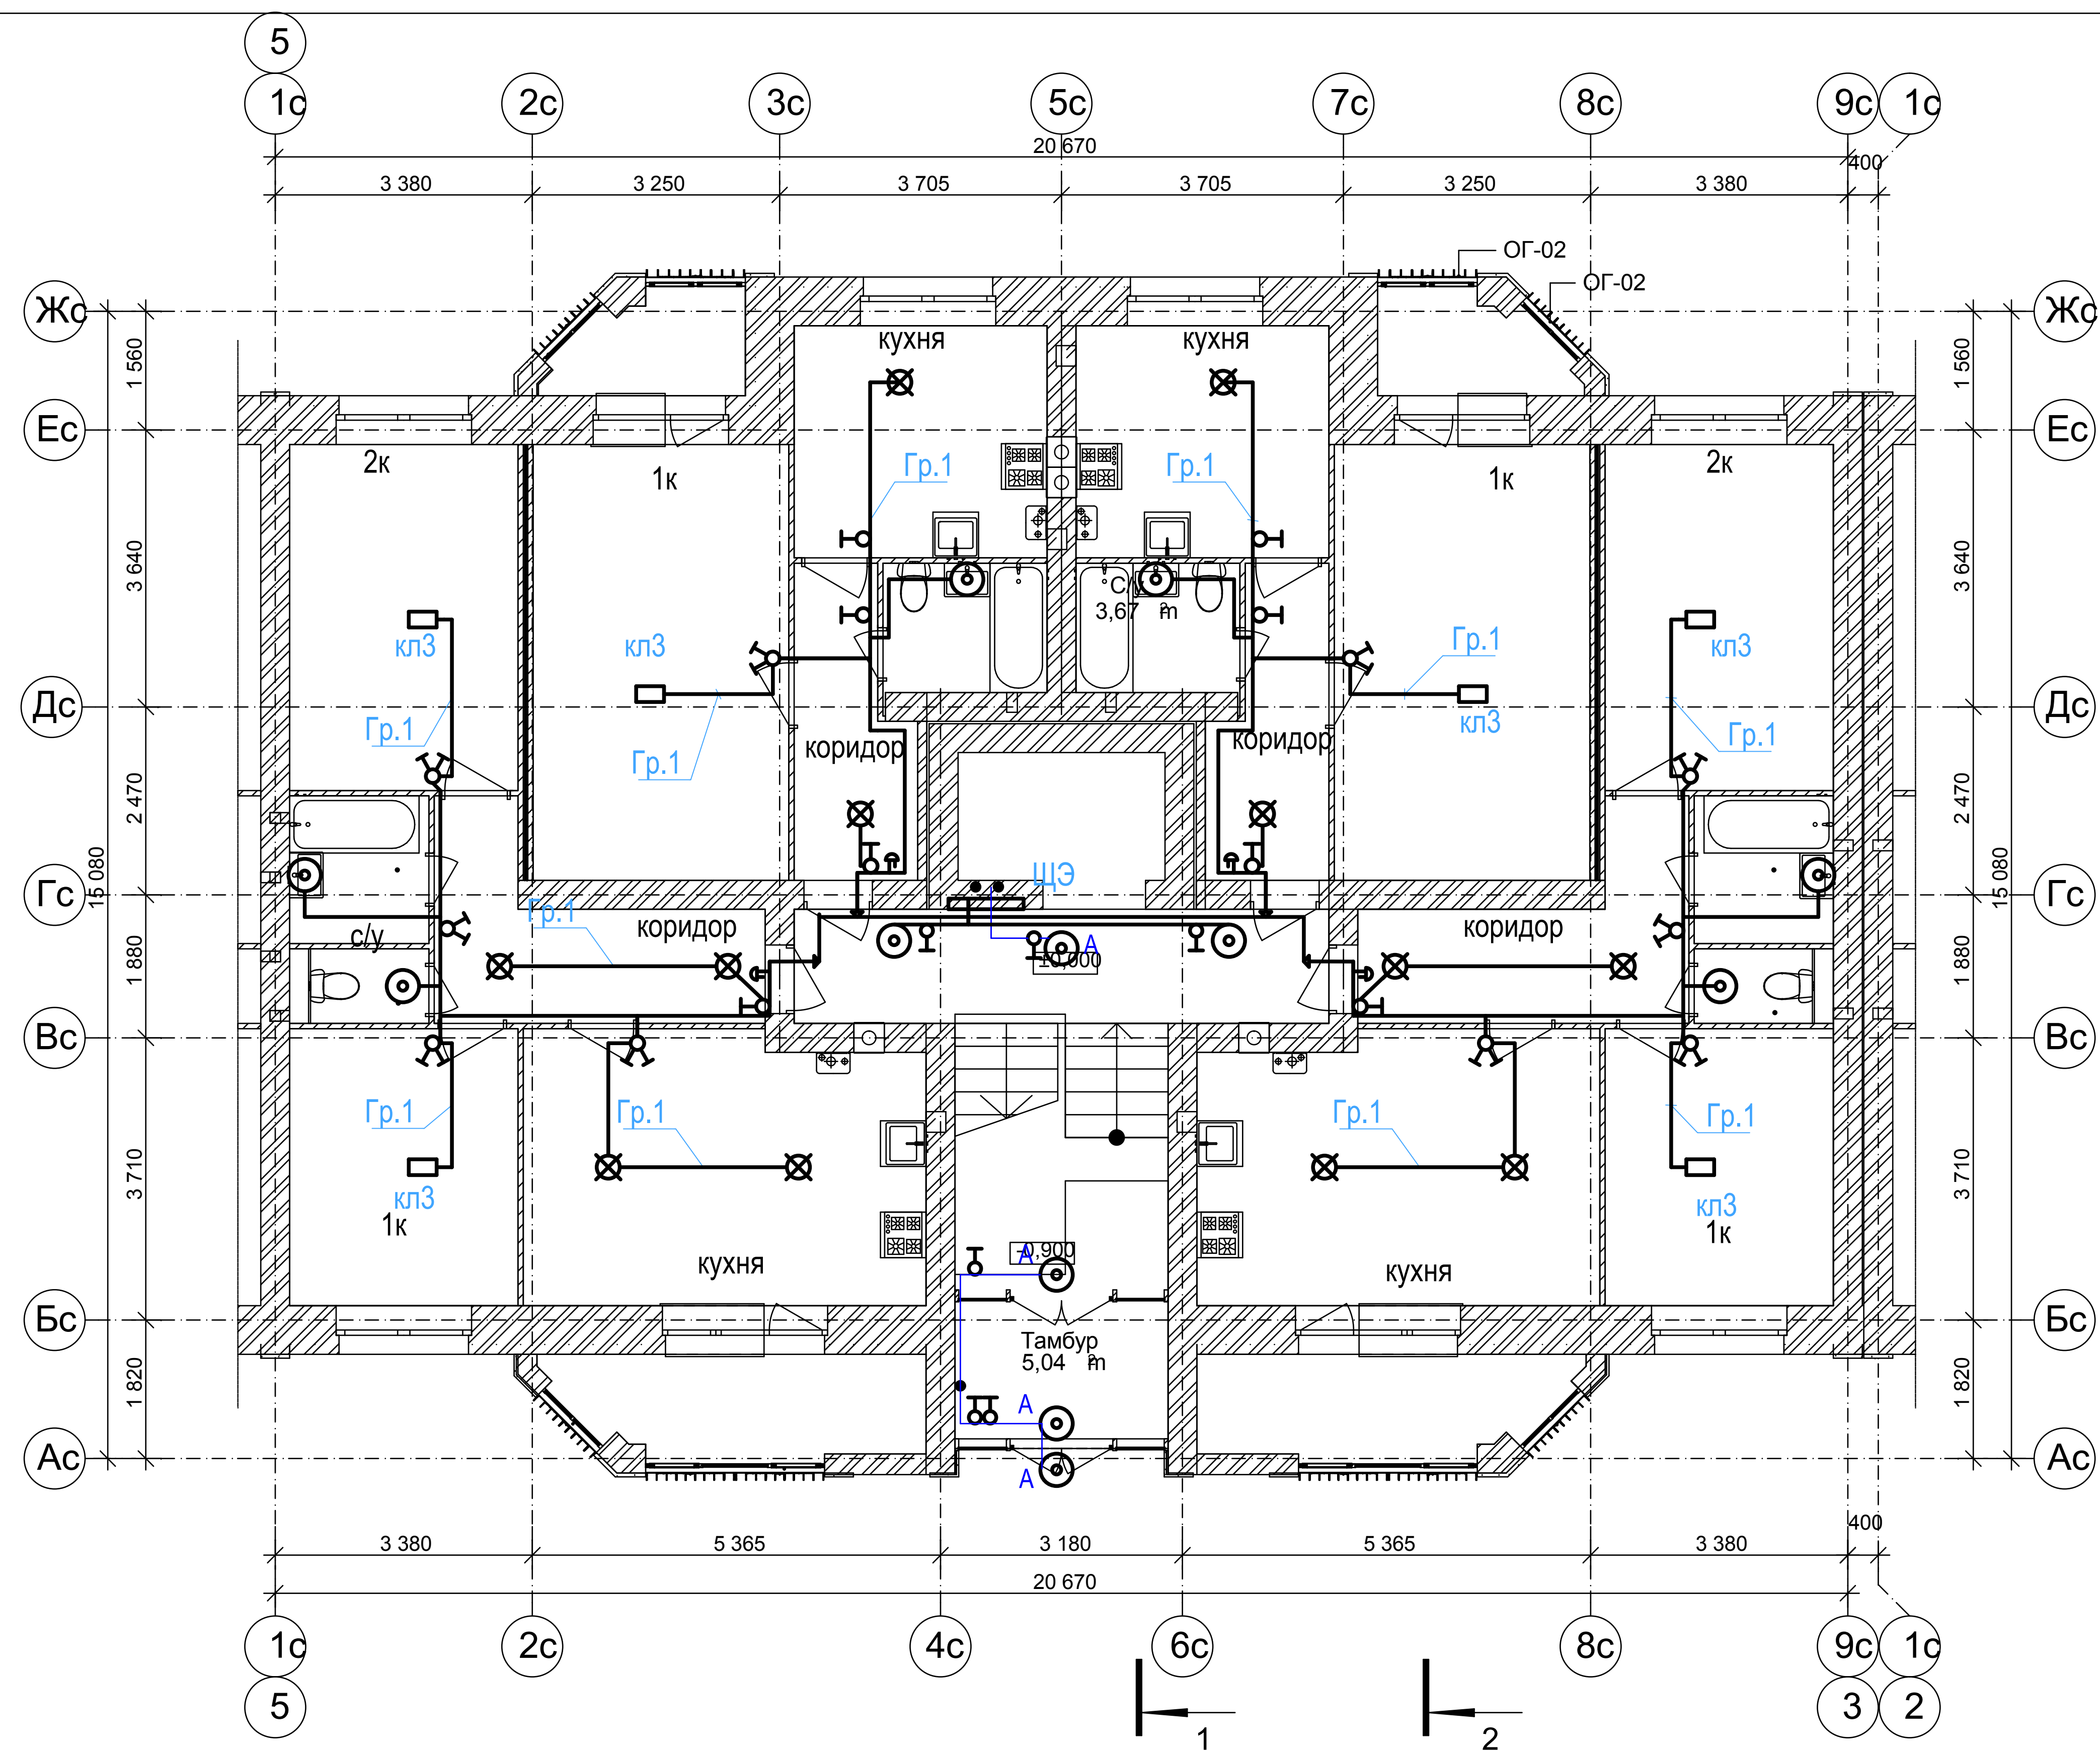 5
1с 2с 3с 5с 7с 8с 9с 1с
20 670
400
3 380 3 250 3 705 3 705 3 250 3 380
ОГ-02
ОГ-02
Жс Жс
кухня кухня
1 560 1 560
Ес Ес
2к 1к Гр.1 Гр.1 1к 2к
3 640 3 640
С/у
3,67 m2
кл3 кл3 Гр.1 кл3
Дс Дс
Гр.1 кл3 Гр.1
Гр.1 коридор коридор
2 470 2 470
15 080 15 080
ЩЭ
Гс Гс
Гр.1 коридор коридор
с/у
А
±0,000
1 880 1 880
Вс Вс
Гр.1 Гр.1 Гр.1 Гр.1
3 710 3 710
кл3 кл3
1к 1к
-0,900
А
кухня кухня
Бс Бс
Тамбур
5,04 m2
1 820 1 820
А
Ас Ас
А
400
3 380 5 365 3 180 5 365 3 380
20 670
1с 2с 4с 6с 8с 9с 1с
5 3 2
1 2